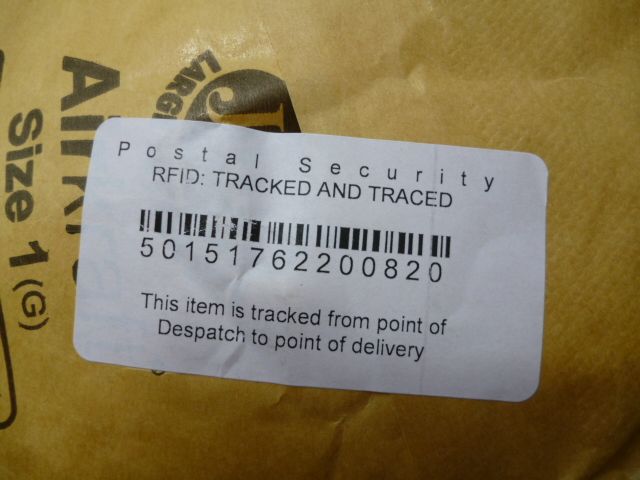 Postal Security
RFID: TRACKED AND TRACED
50151762200820
This item is tracked from point of
Despatch to point of delivery
Size 1 (G)